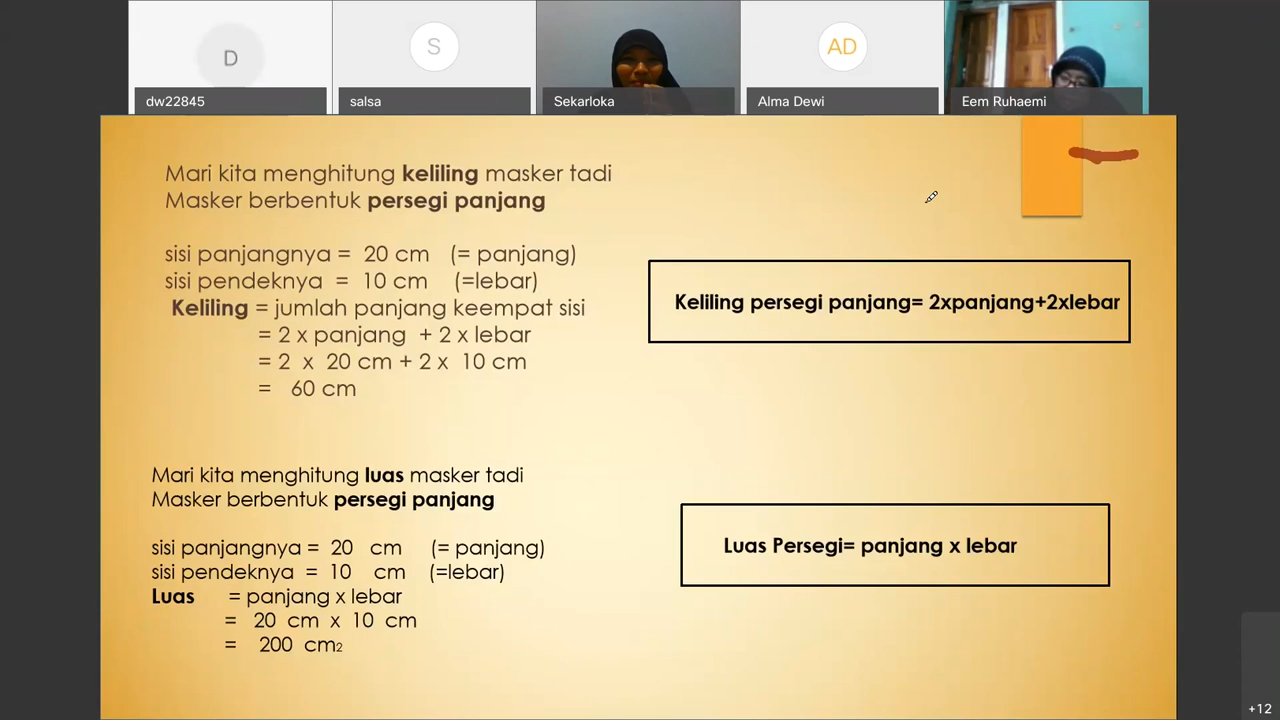 D
S
AD
dw22845
salsa
Sekarloka
Alma Dewi
Eem Ruhaemi
Mari kita menghitung keliling masker tadi
Masker berbentuk persegi panjang
sisi panjangnya = 20 cm (= panjang)
sisi pendeknya = 10 cm (=lebar)
Keliling = jumlah panjang keempat sisi
= 2 x panjang + 2 x lebar
= 2 x 20 cm + 2 x 10 cm
= 60 cm
Keliling persegi panjang= 2xpanjang+2xlebar
Mari kita menghitung luas masker tadi
Masker berbentuk persegi panjang
sisi panjangnya = 20 cm (= panjang)
sisi pendeknya = 10 cm (=lebar)
Luas = panjang x lebar
= 20 cm x 10 cm
= 200 cm2
Luas Persegi= panjang x lebar
+12